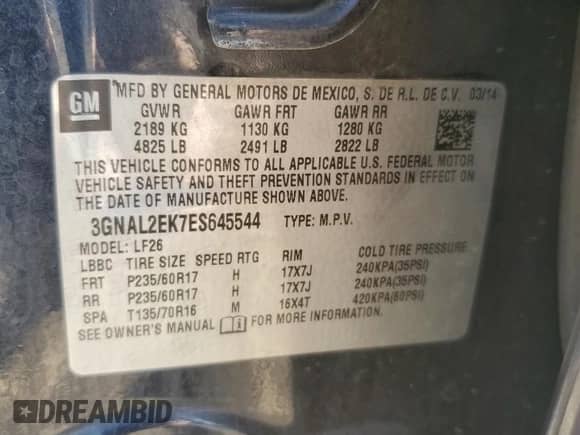 GM
MFD BY GENERAL MOTORS DE MEXICO, S. DE R.L. DE C.V. 03/14
GVWR GAWR FRT GAWR RR
2189 KG 1130 KG 1280 KG
4825 LB 2491 LB 2822 LB
THIS VEHICLE CONFORMS TO ALL APPLICABLE U.S. FEDERAL MOTOR
VEHICLE SAFETY AND THEFT PREVENTION STANDARDS IN EFFECT ON
THE DATE OF MANUFACTURE SHOWN ABOVE.
3GNAL2EK7ES645544 TYPE: M.P.V.
MODEL: LF26
LBBC TIRE SIZE SPEED RTG RIM COLD TIRE PRESSURE
FRT P235/60R17 H 17X7J 240KPA(35PSI)
RR P235/60R17 H 17X7J 240KPA(35PSI)
SPA T135/70R16 M 16X4T 420KPA(60PSI)
SEE OWNER'S MANUAL FOR MORE INFORMATION.
DREAMBID